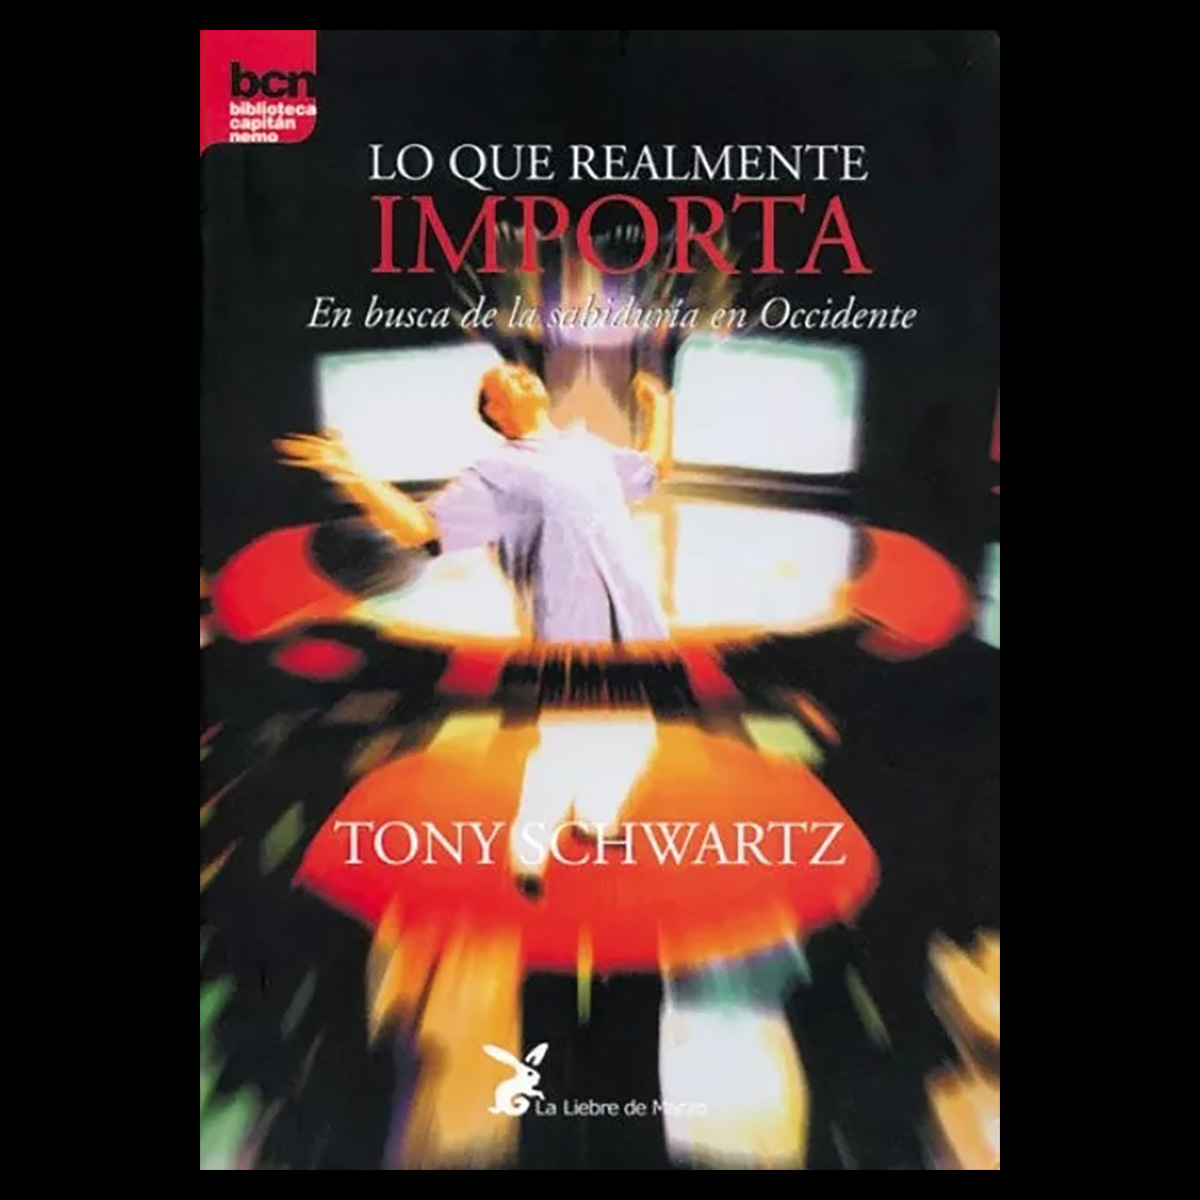 bcn
biblioteca
capitán
nemo
LO QUE REALMENTE
IMPORTA
En busca de la sabiduría en Occidente
TONY SCHWARTZ
La Liebre de Marzo